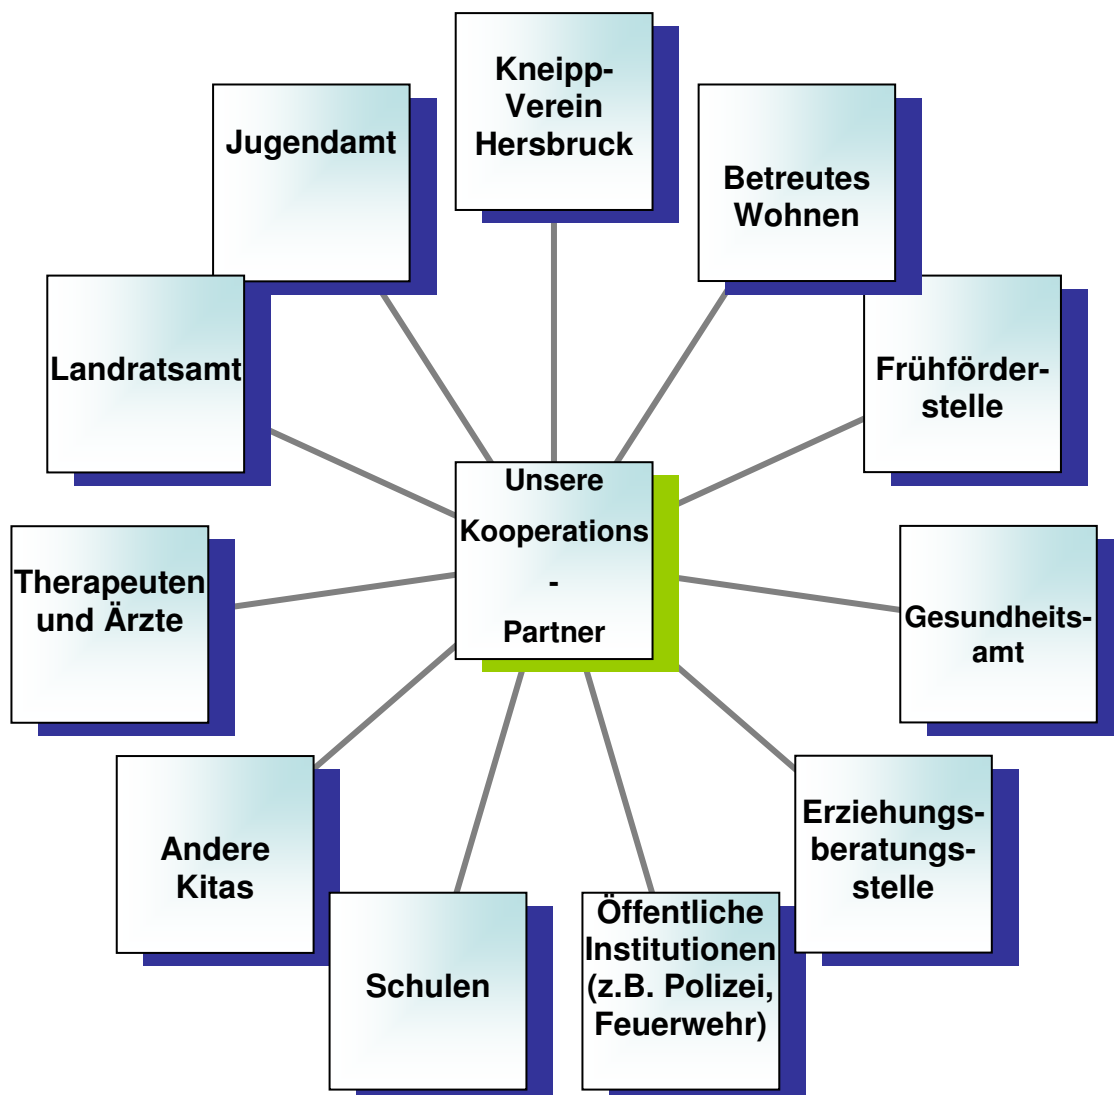 Kneipp-
Verein
Hersbruck
Jugendamt
Betreutes
Wohnen
Landratsamt
Frühförder-
stelle
Unsere
Kooperations
-
Partner
Therapeuten
und Ärzte
Gesundheits-
amt
Andere
Kitas
Erziehungs-
beratungs-
stelle
Schulen
Öffentliche
Institutionen
(z.B. Polizei,
Feuerwehr)